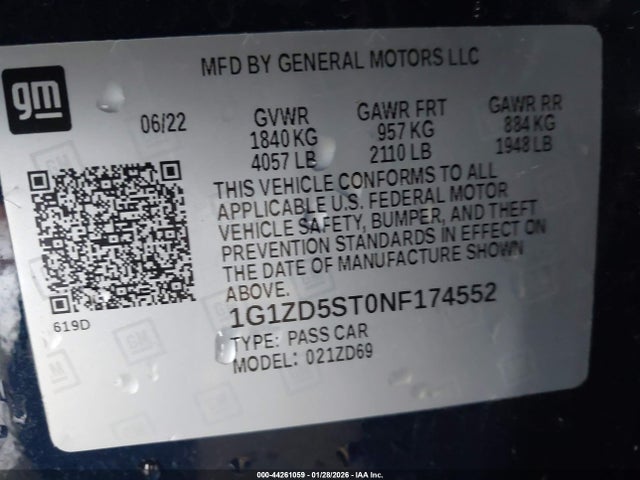 MFD BY GENERAL MOTORS LLC
gm
06/22
GVWR GAWR FRT GAWR RR
1840 KG 957 KG 884 KG
4057 LB 2110 LB 1948 LB
THIS VEHICLE CONFORMS TO ALL
APPLICABLE U.S. FEDERAL MOTOR
VEHICLE SAFETY, BUMPER, AND THEFT
PREVENTION STANDARDS IN EFFECT ON
THE DATE OF MANUFACTURE SHOWN
ABOVE.
619D
1G1ZD5ST0NF174552
TYPE: PASS CAR
MODEL: 021ZD69
000-44261059 - 01/28/2026 - IAA Inc.